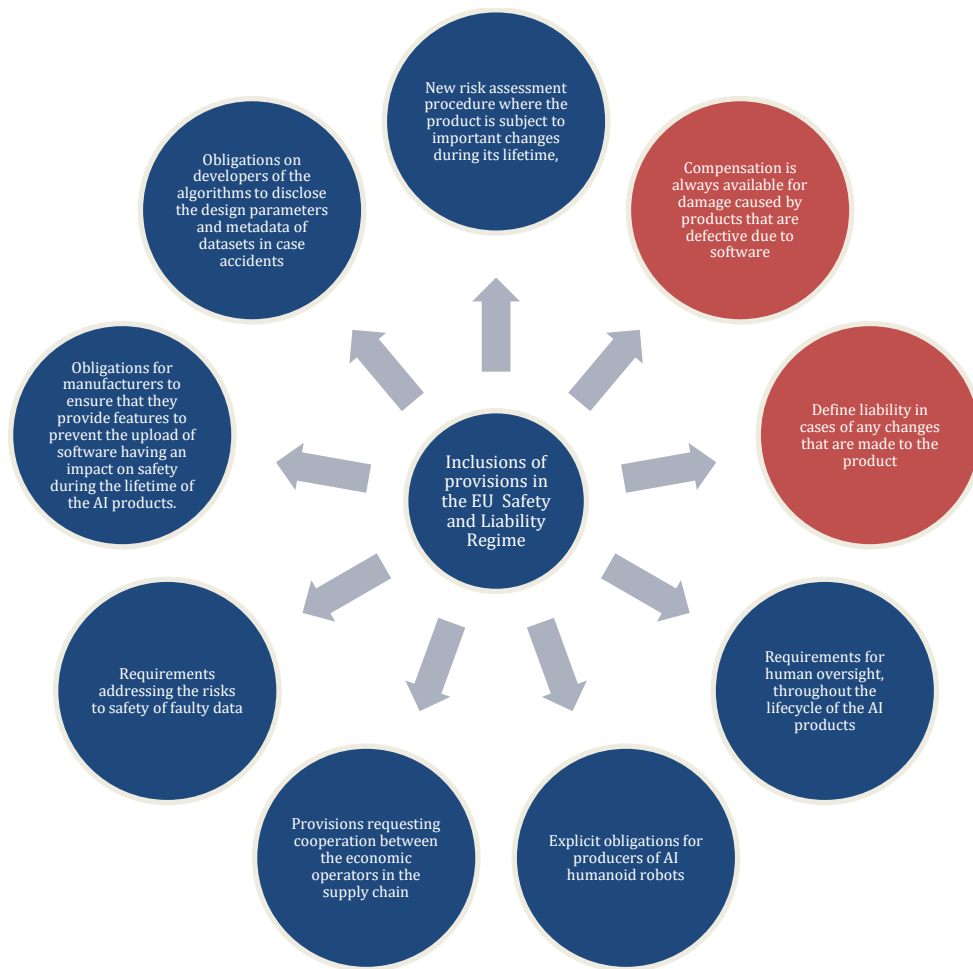 New risk assessment
procedure where the
product is subject to
important changes
during its lifetime,
Compensation is
always available for
damage caused by
products that are
defective due to
software
Define liability in
cases of any changes
that are made to the
product
Requirements for
human oversight,
throughout the
lifecycle of the AI
products
Explicit obligations for
producers of AI
humanoid robots
Provisions requesting
cooperation between
the economic
operators in the
supply chain
Requirements
addressing the risks
to safety of faulty data
Obligations for
manufacturers to
ensure that they
provide features to
prevent the upload of
software having an
impact on safety
during the lifetime of
the AI products.
Obligations on
developers of the
algorithms to disclose
the design parameters
and metadata of
datasets in case
accidents
Inclusions of
provisions in
the EU Safety
and Liability
Regime